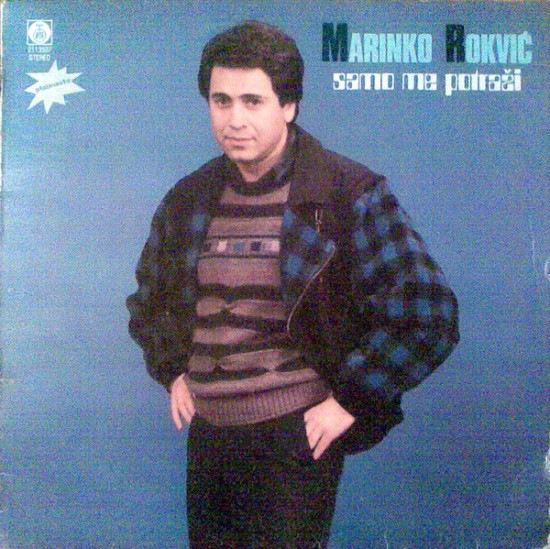 MARINKO ROKVIĆ
samo me potraži
STEREO